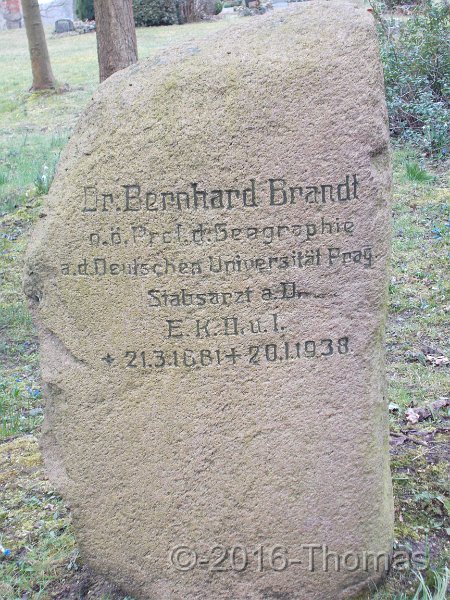 Dr. Bernhard Brandt
o.ö. Prof. d. Geographie
a.d. Deutschen Universität Prag
Stabsarzt a. D.
E.K. II. u. I.
* 21.3.1881 + 20.1.1938
©-2016-Thomas